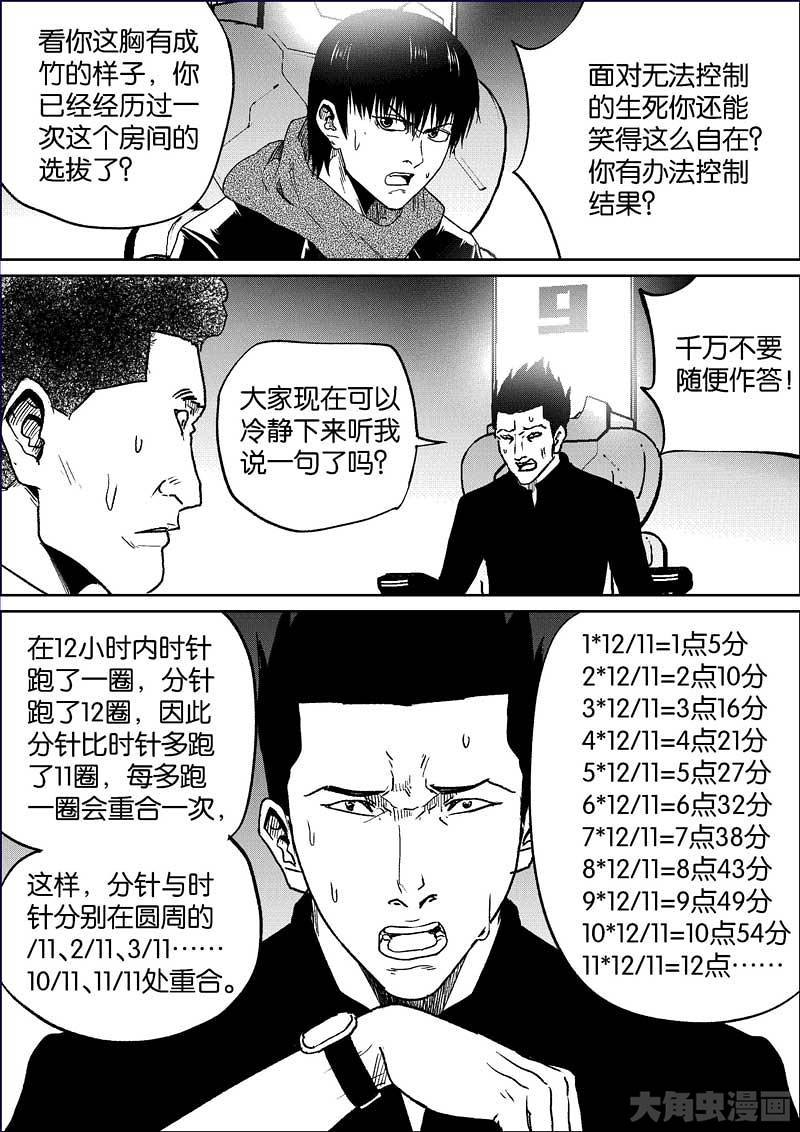 看你这胸有成
竹的样子，你
已经经历过一
次这个房间的
选拔了？
面对无法控制
的生死你还能
笑得这么自在？
你有办法控制
结果？
9
大家现在可以
冷静下来听我
说一句了吗？
千万不要
随便作答！
在12小时内时针
跑了一圈，分针
跑了12圈，因此
分针比时针多跑
了11圈，每多跑
一圈会重合一次，
这样，分针与时
针分别在圆周的
/11、2/11、3/11……
10/11、11/11处重合。
1*12/11=1点5分
2*12/11=2点10分
3*12/11=3点16分
4*12/11=4点21分
5*12/11=5点27分
6*12/11=6点32分
7*12/11=7点38分
8*12/11=8点43分
9*12/11=9点49分
10*12/11=10点54分
11*12/11=12点……
大角虫漫画